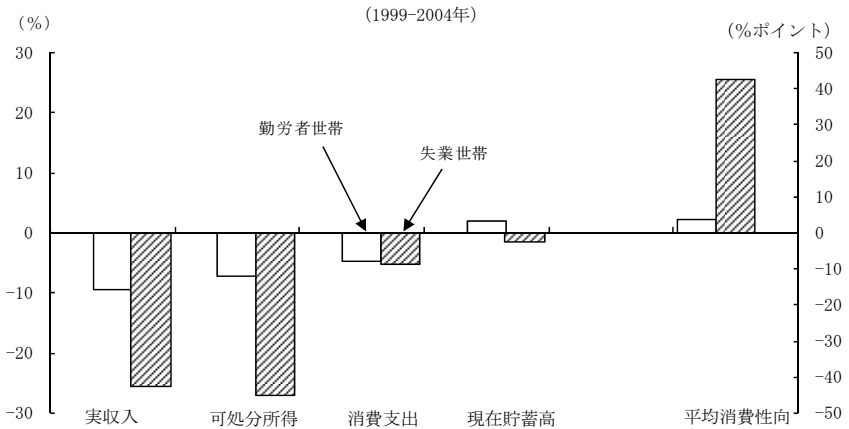 (1999-2004年)
(%)
(%ポイント)
30
20
10
0
-10
-20
-30
50
40
30
20
10
0
-10
-20
-30
-40
-50
勤労者世帯
失業世帯
実収入
可処分所得
消費支出
現在貯蓄高
平均消費性向